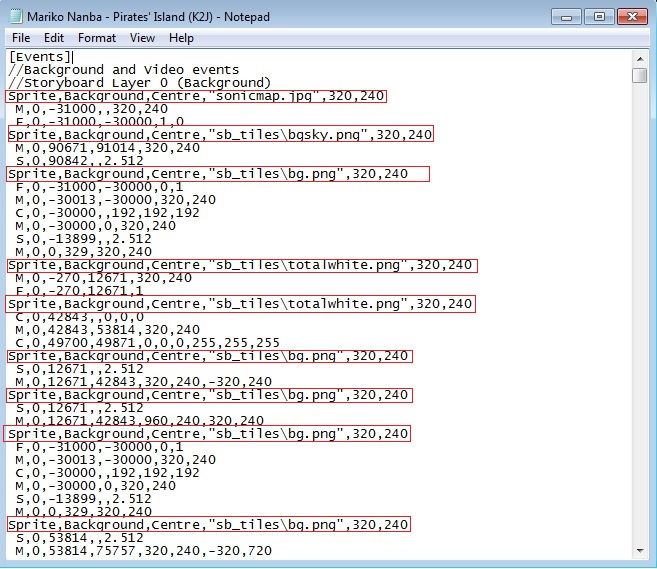 Mariko Nanba - Pirates' Island (K2J) - Notepad
File Edit Format View Help
[Events]
//Background and Video events
//Storyboard Layer 0 (Background)
Sprite,Background,Centre,"sonicmap.jpg",320,240
M,0,-31000,,320,240
F,0,-31000,-30000,1,0
Sprite,Background,Centre,"sb_tiles\bgsky.png",320,240
M,0,90671,91014,320,240
S,0,90842,,2.512
Sprite,Background,Centre,"sb_tiles\bg.png",320,240
F,0,-31000,-30000,0,1
M,0,-30013,-30000,320,240
C,0,-30000,,192,192,192
M,0,-30000,0,320,240
S,0,-13899,,2.512
M,0,0,329,320,240
Sprite,Background,Centre,"sb_tiles\totalwhite.png",320,240
M,0,-270,12671,320,240
F,0,-270,12671,1
Sprite,Background,Centre,"sb_tiles\totalwhite.png",320,240
C,0,42843,,0,0,0
M,0,42843,53814,320,240
C,0,49700,49871,0,0,0,255,255,255
Sprite,Background,Centre,"sb_tiles\bg.png",320,240
S,0,12671,,2.512
M,0,12671,42843,320,240,-320,240
Sprite,Background,Centre,"sb_tiles\bg.png",320,240
S,0,12671,,2.512
M,0,12671,42843,960,240,320,240
Sprite,Background,Centre,"sb_tiles\bg.png",320,240
F,0,-31000,-30000,0,1
M,0,-30013,-30000,320,240
C,0,-30000,,192,192,192
M,0,-30000,0,320,240
S,0,-13899,,2.512
M,0,0,329,320,240
Sprite,Background,Centre,"sb_tiles\bg.png",320,240
S,0,53814,,2.512
M,0,53814,75757,320,240,-320,720